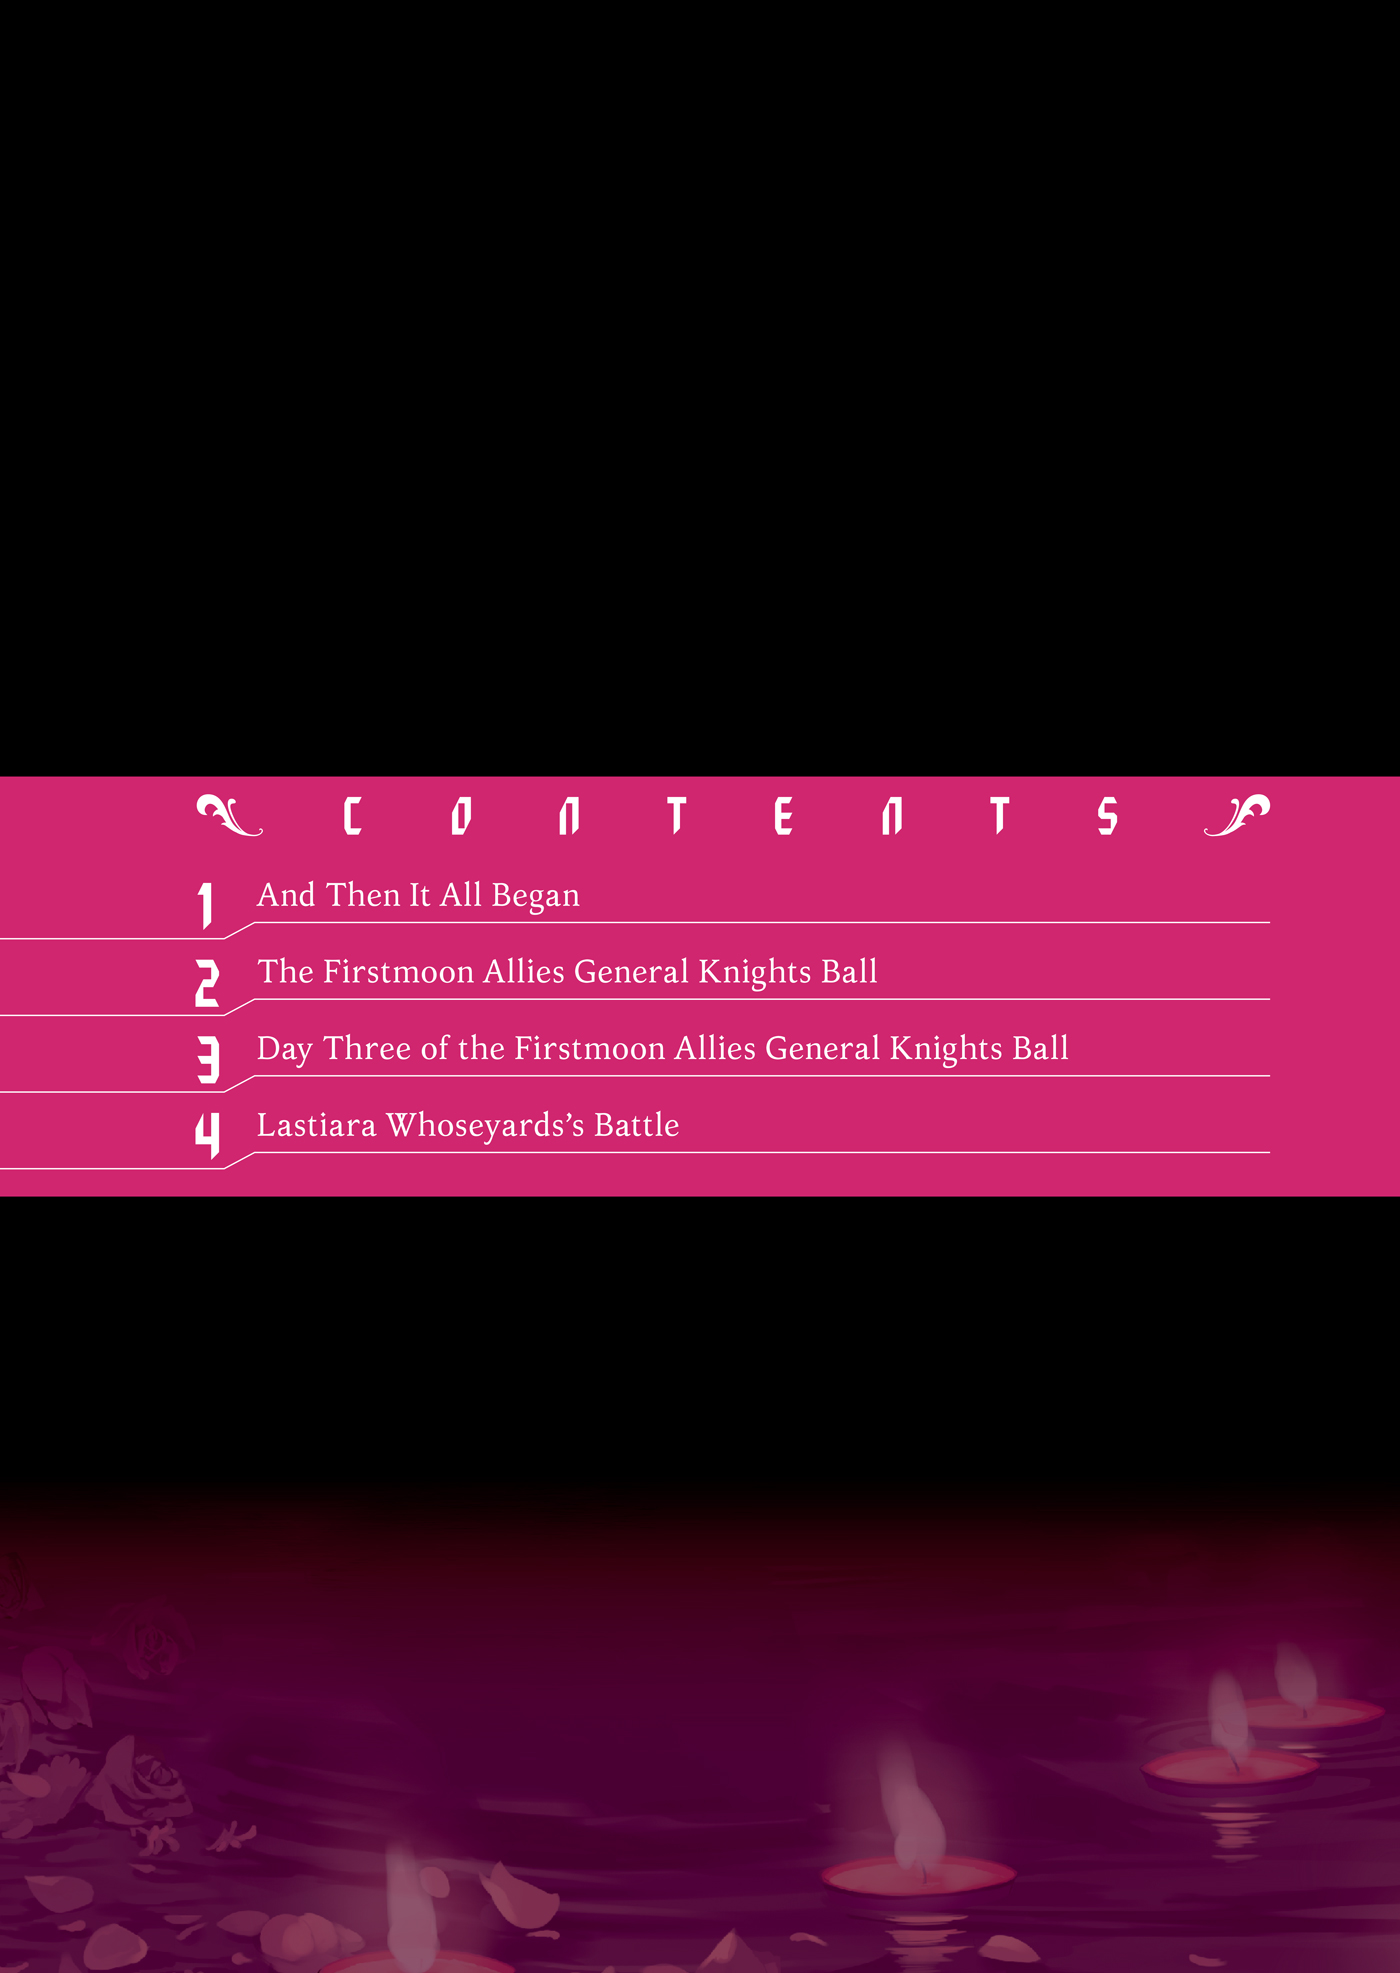 CONTENTS
1 And Then It All Began
2 The Firstmoon Allies General Knights Ball
3 Day Three of the Firstmoon Allies General Knights Ball
4 Lastiara Whoseyards’s Battle